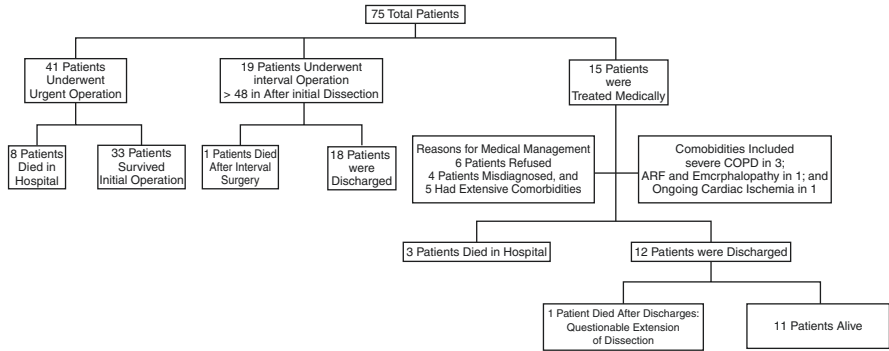 75 Total Patients
41 Patients
Underwent
Urgent Operation
19 Patients Underwent
interval Operation
> 48 in After initial Dissection
15 Patients
were
Treated Medically
8 Patients
Died in
Hospital
33 Patients
Survived
Initial Operation
1 Patients Died
After Interval
Surgery
18 Patients
were
Discharged
Reasons for Medical Management
6 Patients Refused
4 Patients Misdiagnosed, and
5 Had Extensive Comorbidities
Comobidities Included
severe COPD in 3;
ARF and Emcrphalopathy in 1; and
Ongoing Cardiac Ischemia in 1
3 Patients Died in Hospital
12 Patients were Discharged
1 Patient Died After Discharges:
Questionable Extension
of Dissection
11 Patients Alive